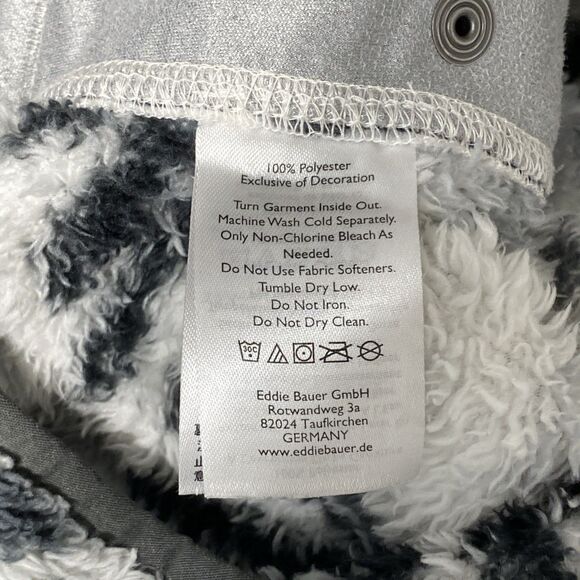 100% Polyester
Exclusive of Decoration
Turn Garment Inside Out.
Machine Wash Cold Separately.
Only Non-Chlorine Bleach As
Needed.
Do Not Use Fabric Softeners.
Tumble Dry Low.
Do Not Iron.
Do Not Dry Clean.
30C
Eddie Bauer GmbH
Rotwandweg 3a
82024 Taufkirchen
GERMANY
www.eddiebauer.de